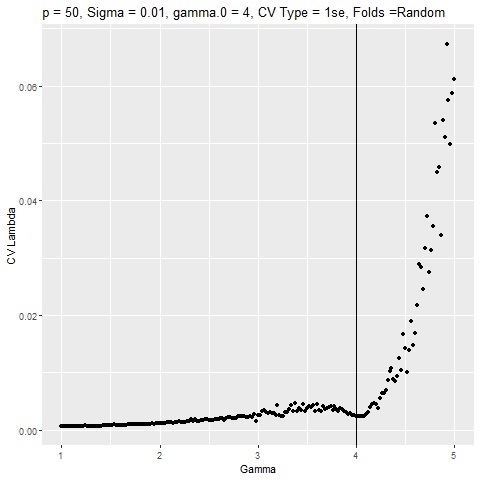 p = 50, Sigma = 0.01, gamma.0 = 4, CV Type = 1se, Folds =Random
0.06
0.04
0.02
0.00
CV Lambda
1 2 3 4 5
Gamma